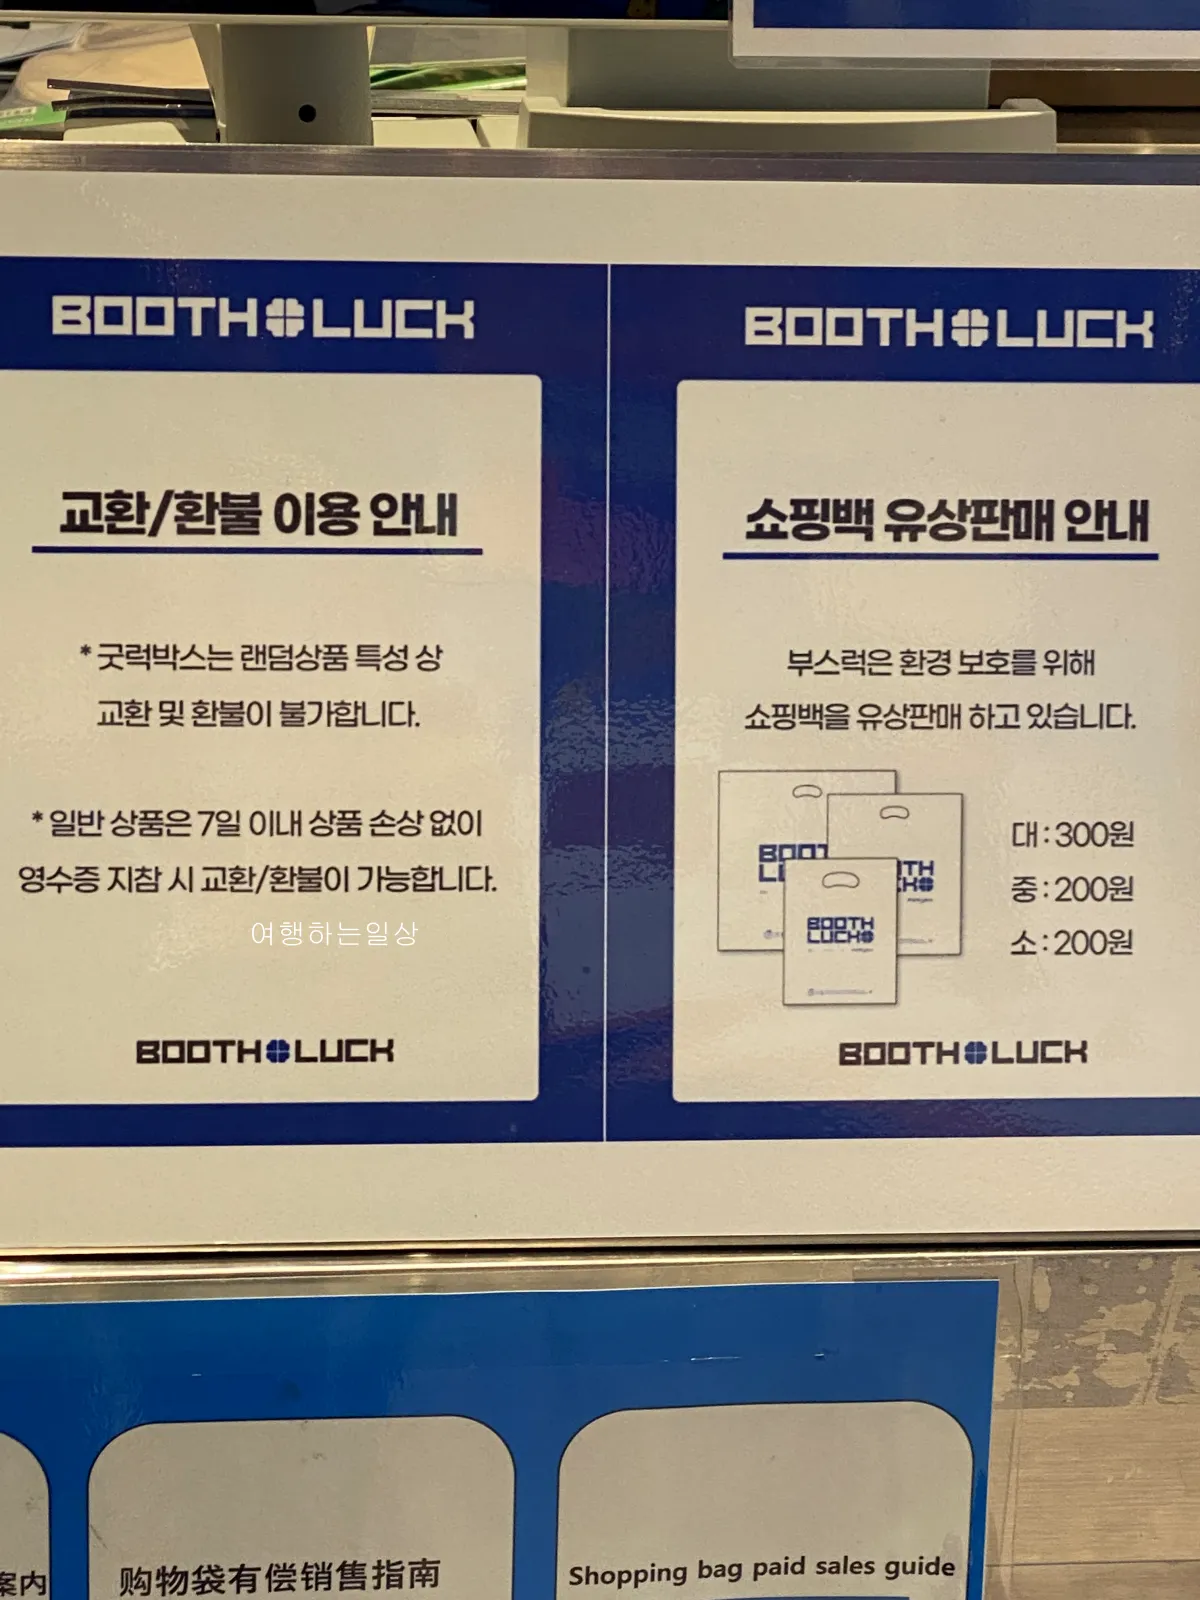 BOOTH LUCK
교환/환불 이용 안내
* 굿럭박스는 랜덤상품 특성 상
교환 및 환불이 불가합니다.
* 일반 상품은 7일 이내 상품 손상 없이
영수증 지참 시 교환/환불이 가능합니다.
여행하는일상
BOOTH LUCK
BOOTH LUCK
쇼핑백 유상판매 안내
부스럭은 환경 보호를 위해
쇼핑백을 유상판매 하고 있습니다.
BOOTH
LUCK
대 : 300원
중 : 200원
소 : 200원
BOOTH LUCK
案内
购物袋有偿销售指南
Shopping bag paid sales guide